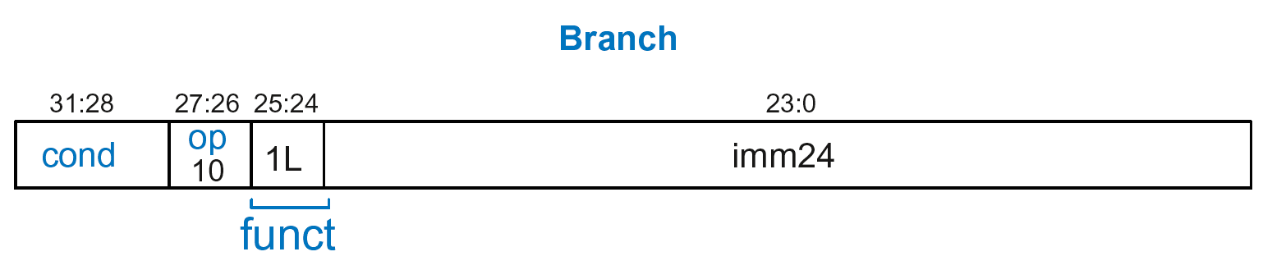 Branch
31:28 27:26 25:24 23:0
cond op 10 1L imm24
funct